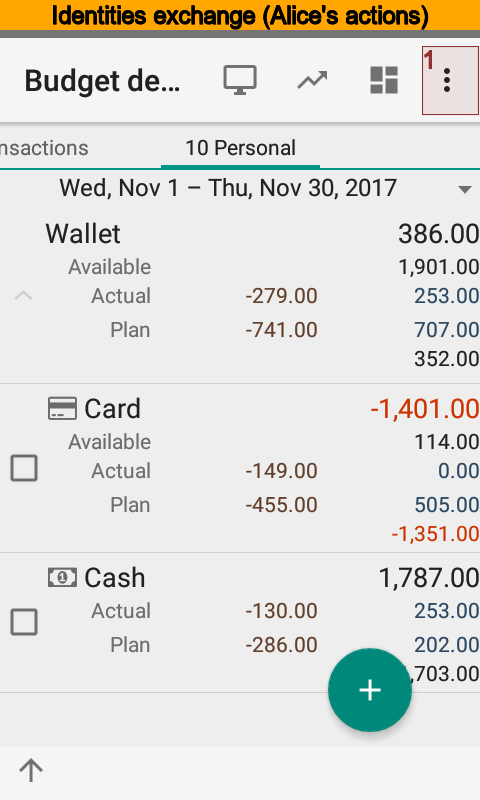 Identities exchange (Alice's actions)
Budget de...
1
nsactions
10 Personal
Wed, Nov 1 – Thu, Nov 30, 2017
Wallet 386.00
Available 1,901.00
Actual -279.00 253.00
Plan -741.00 707.00
352.00
Card -1,401.00
Available 114.00
Actual -149.00 0.00
Plan -455.00 505.00
-1,351.00
Cash 1,787.00
Actual -130.00 253.00
Plan -286.00 202.00
,703.00